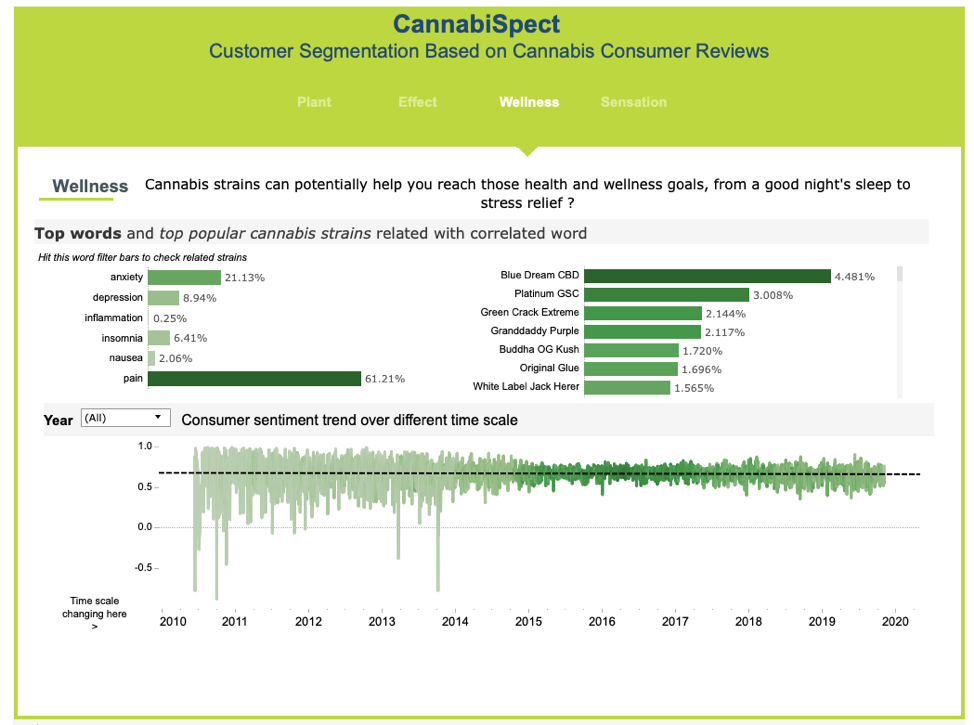 CannabiSpect
Customer Segmentation Based on Cannabis Consumer Reviews
Plant Effect Wellness Sensation
Wellness
Cannabis strains can potentially help you reach those health and wellness goals, from a good night's sleep to
stress relief ?
Top words and top popular cannabis strains related with correlated word
Hit this word filter bars to check related strains
anxiety 21.13%
depression 8.94%
inflammation 0.25%
insomnia 6.41%
nausea 2.06%
pain 61.21%
Blue Dream CBD 4.481%
Platinum GSC 3.008%
Green Crack Extreme 2.144%
Granddaddy Purple 2.117%
Buddha OG Kush 1.720%
Original Glue 1.696%
White Label Jack Herer 1.565%
Year (All) Consumer sentiment trend over different time scale
1.0
0.5
0.0
-0.5
Time scale
changing here
>
2010 2011 2012 2013 2014 2015 2016 2017 2018 2019 2020